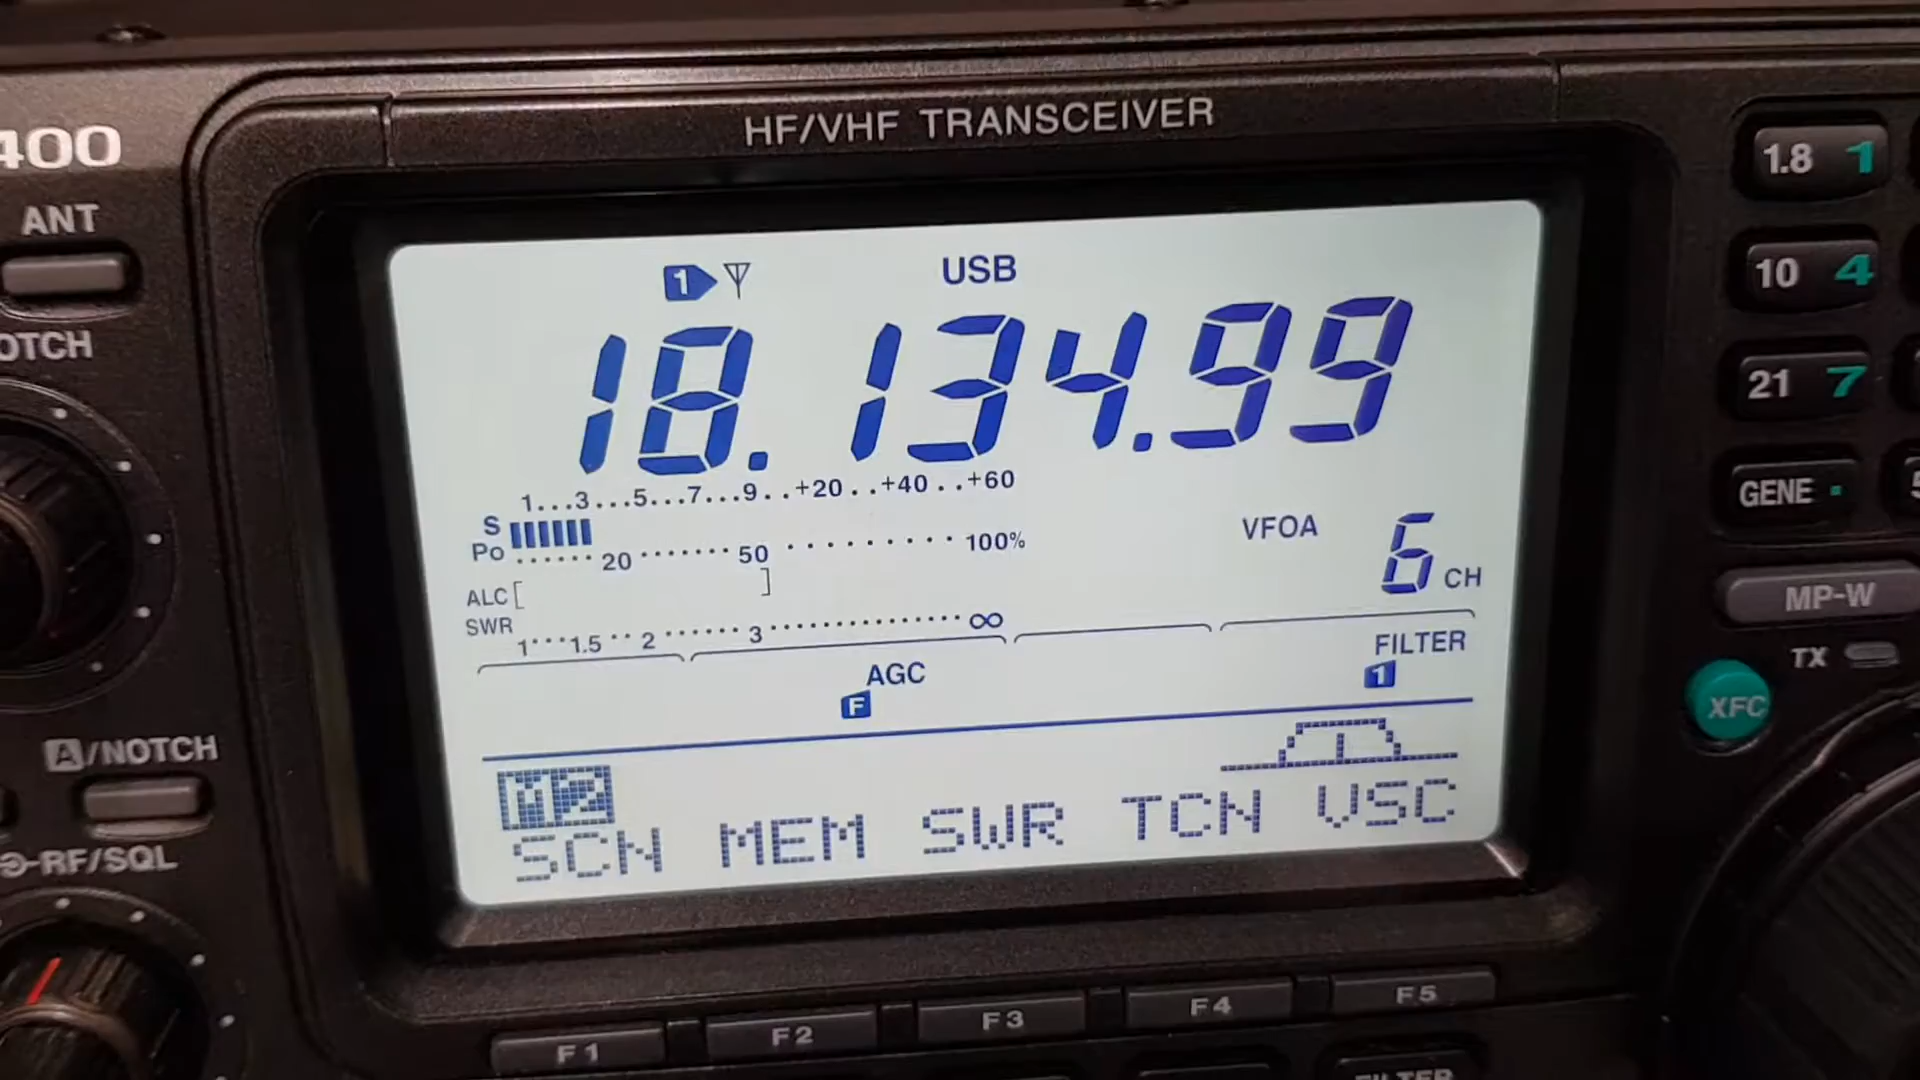 HF/VHF TRANSCEIVER
400
ANT
OTCH
A/NOTCH
-RF/SQL
1 USB
18.134.99
1...3...5...7...9..+20..+40..+60
S
Po ......20.......50..........100%
ALC [ ]
SWR 1....1.5..2......3..............∞
VFOA 6 CH
AGC
F
FILTER
1
M2
SCN MEM SWR TCN VSC
F1 F2 F3 F4 F5
FILTER
1.8 1
10 4
21 7
GENE ·
5
MP-W
TX
XFC